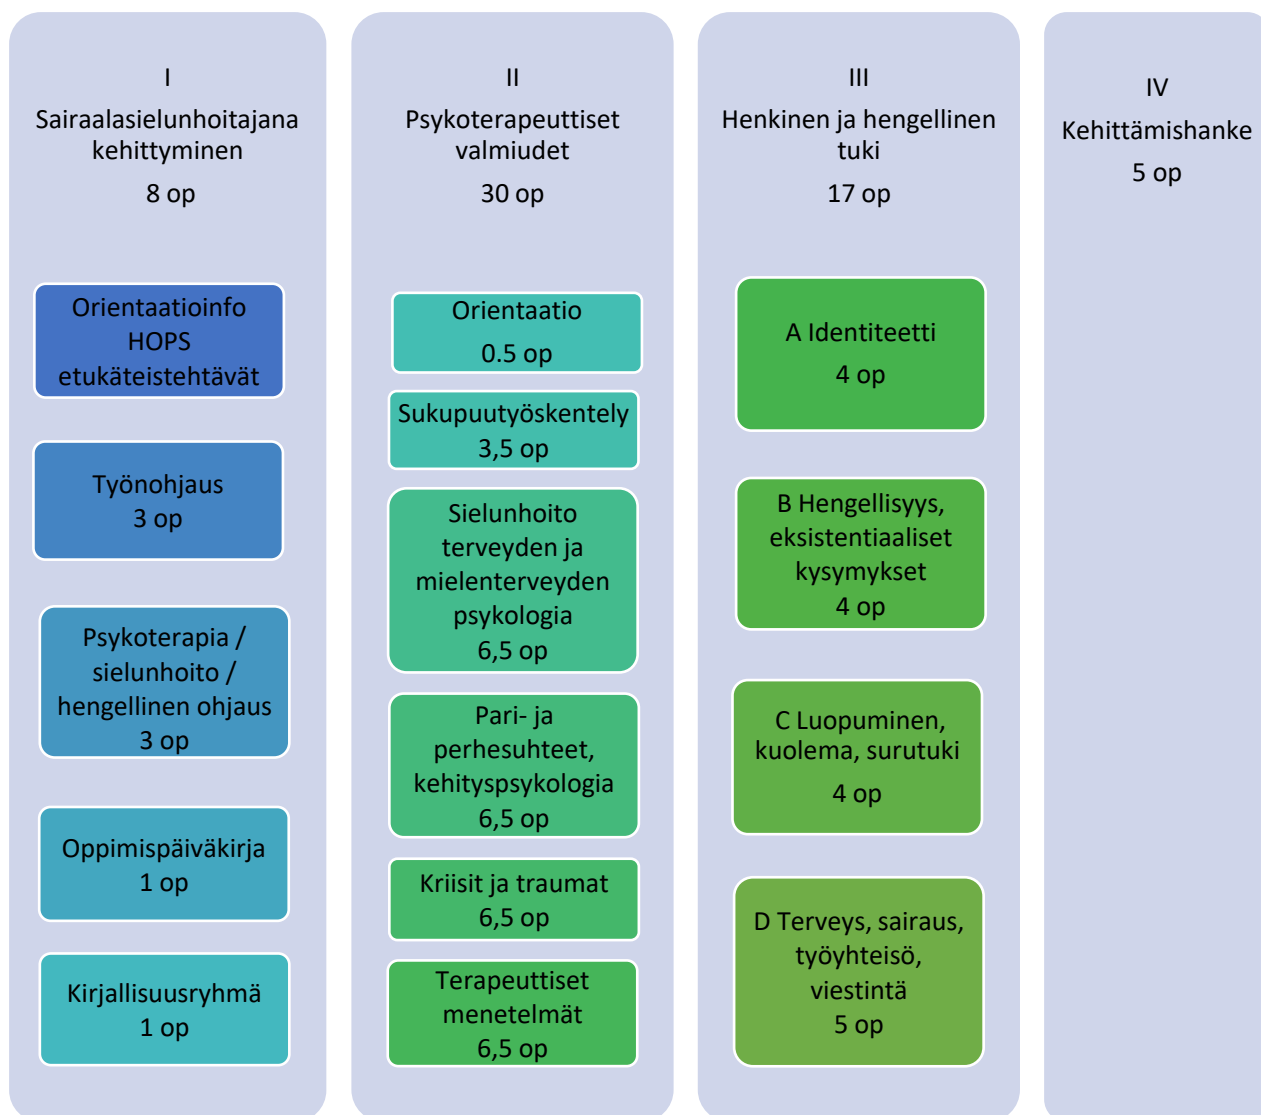 I
Sairaalasielunhoitajana
kehittyminen
8 op
Orientaatioinfo
HOPS
etukäteistehtävät
Työnohjaus
3 op
Psykoterapia /
sielunhoito /
hengellinen ohjaus
3 op
Oppimispäiväkirja
1 op
Kirjallisuusryhmä
1 op
II
Psykoterapeuttiset
valmiudet
30 op
Orientaatio
0.5 op
Sukupuutyöskentely
3,5 op
Sielunhoito
terveyden ja
mielenterveyden
psykologia
6,5 op
Pari- ja
perhesuhteet,
kehityspsykologia
6,5 op
Kriisit ja traumat
6,5 op
Terapeuttiset
menetelmät
6,5 op
III
Henkinen ja hengellinen
tuki
17 op
A Identiteetti
4 op
B Hengellisyys,
eksistentiaaliset
kysymykset
4 op
C Luopuminen,
kuolema, surutuki
4 op
D Terveys, sairaus,
työyhteisö,
viestintä
5 op
IV
Kehittämishanke
5 op